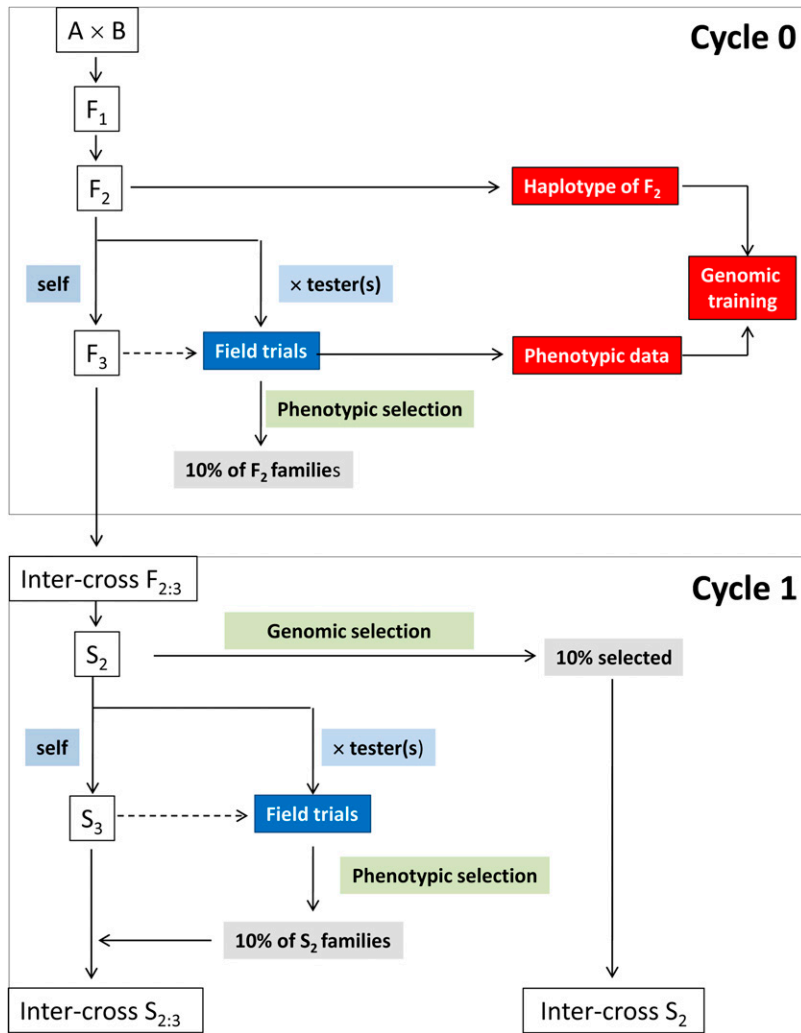 A × B
Cycle 0
F₁
F₂
Haplotype of F₂
self
× tester(s)
Genomic
training
F₃
Field trials
Phenotypic data
Phenotypic selection
10% of F₂ families
Inter-cross F₂:₃
Cycle 1
Genomic selection
S₂
10% selected
self
× tester(s)
S₃
Field trials
Phenotypic selection
10% of S₂ families
Inter-cross S₂:₃
Inter-cross S₂